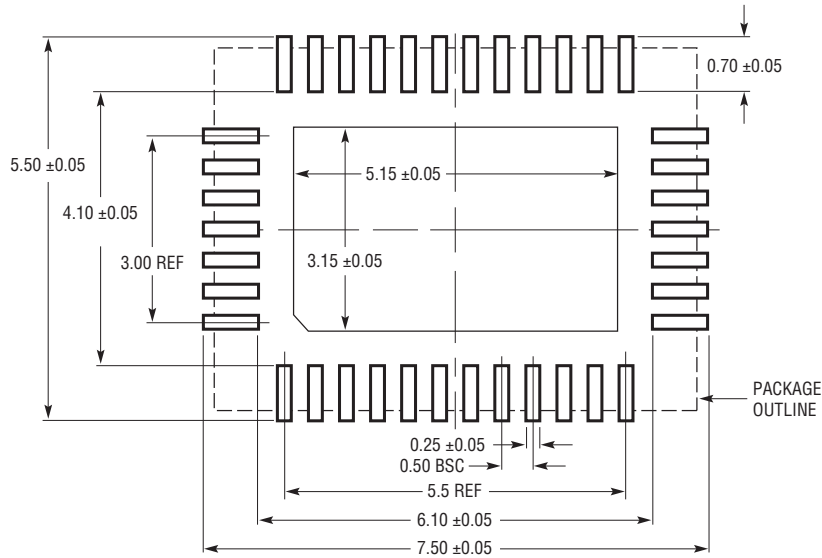 0.70 ±0.05
5.50 ±0.05
5.15 ±0.05
4.10 ±0.05
3.00 REF
3.15 ±0.05
PACKAGE
OUTLINE
0.25 ±0.05
0.50 BSC
5.5 REF
6.10 ±0.05
7.50 ±0.05